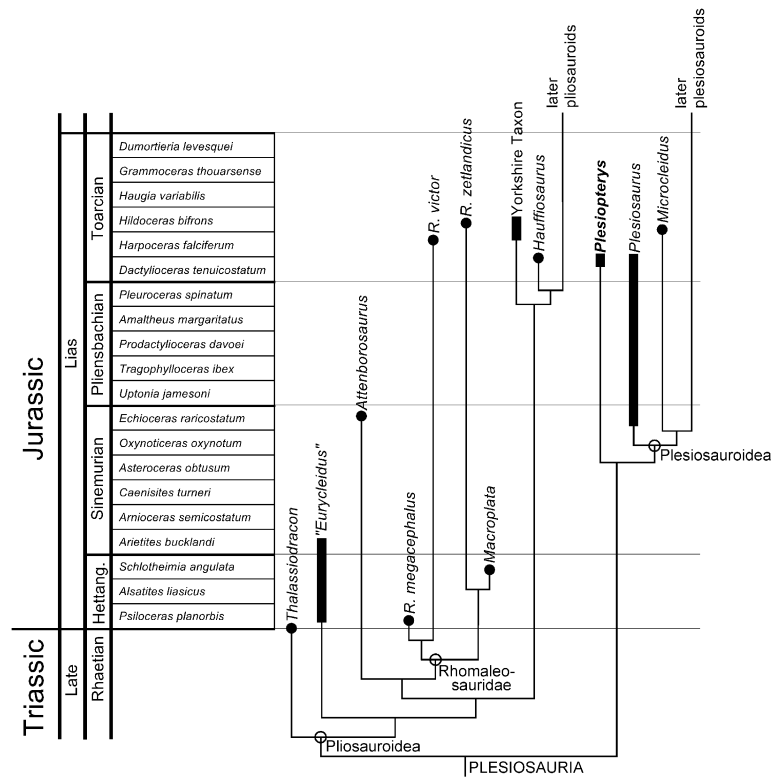 later
pliosauroids
later
plesiosauroids
Yorkshire Taxon
Hauffiosaurus
R. zetlandicus
R. victor
Plesiopterys
Plesiosaurus
Microcleidus
Jurassic
Lias
Toarcian
Dumortieria levesquei
Grammoceras thouarsense
Haugia variabilis
Hildoceras bifrons
Harpoceras falciferum
Dactylioceras tenuicostatum
Pliensbachian
Pleuroceras spinatum
Amaltheus margaritatus
Prodactylioceras davoei
Tragophylloceras ibex
Uptonia jamesoni
Attenborosaurus
Sinemurian
Echioceras raricostatum
Oxynoticeras oxynotum
Asteroceras obtusum
Caenisites turneri
Arnioceras semicostatum
Arietites bucklandi
Plesiosauroidea
"Eurycleidus"
Thalassiodracon
R. megacephalus
Macroplata
Hettang.
Schlotheimia angulata
Alsatites liasicus
Psiloceras planorbis
Triassic
Late
Rhaetian
Rhomaleo-
sauridae
Pliosauroidea
PLESIOSAURIA